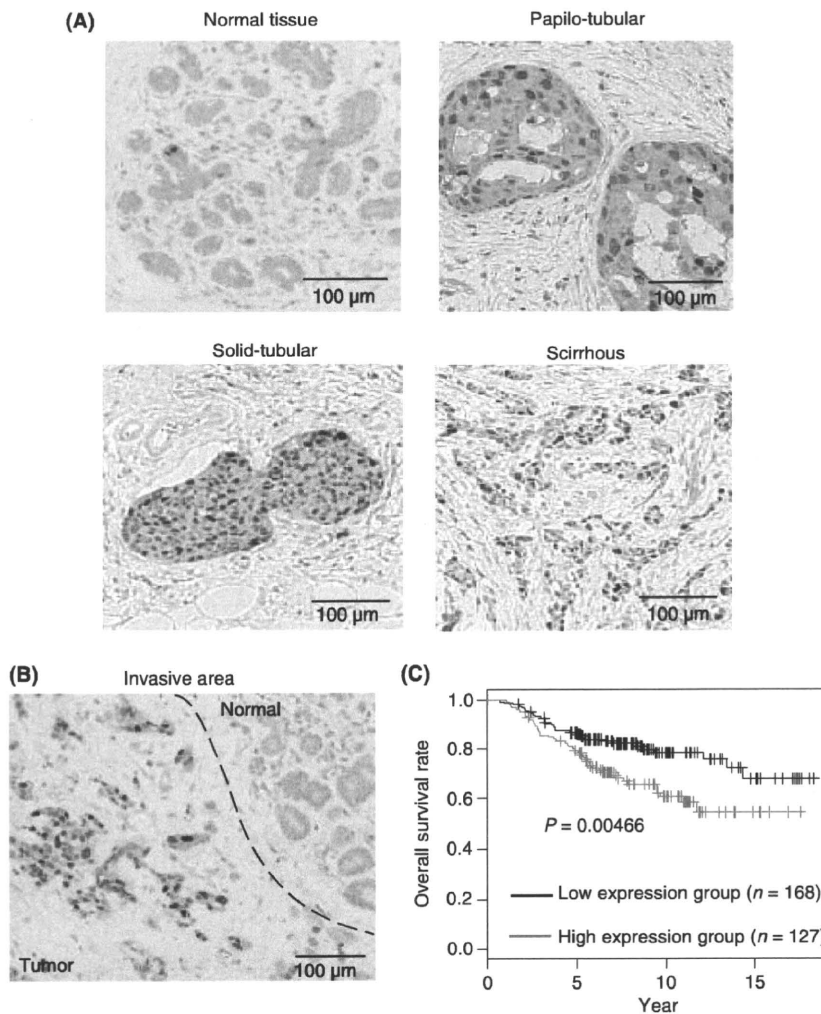 (A)
Normal tissue
Papilo-tubular
100 µm
100 µm
Solid-tubular
Scirrhous
100 µm
100 µm
(B)
Invasive area
Normal
Tumor
100 µm
(C)
1.0
0.8
0.6
0.4
0.2
0.0
Overall survival rate
P = 0.00466
Low expression group (n = 168)
High expression group (n = 127)
0 5 10 15
Year